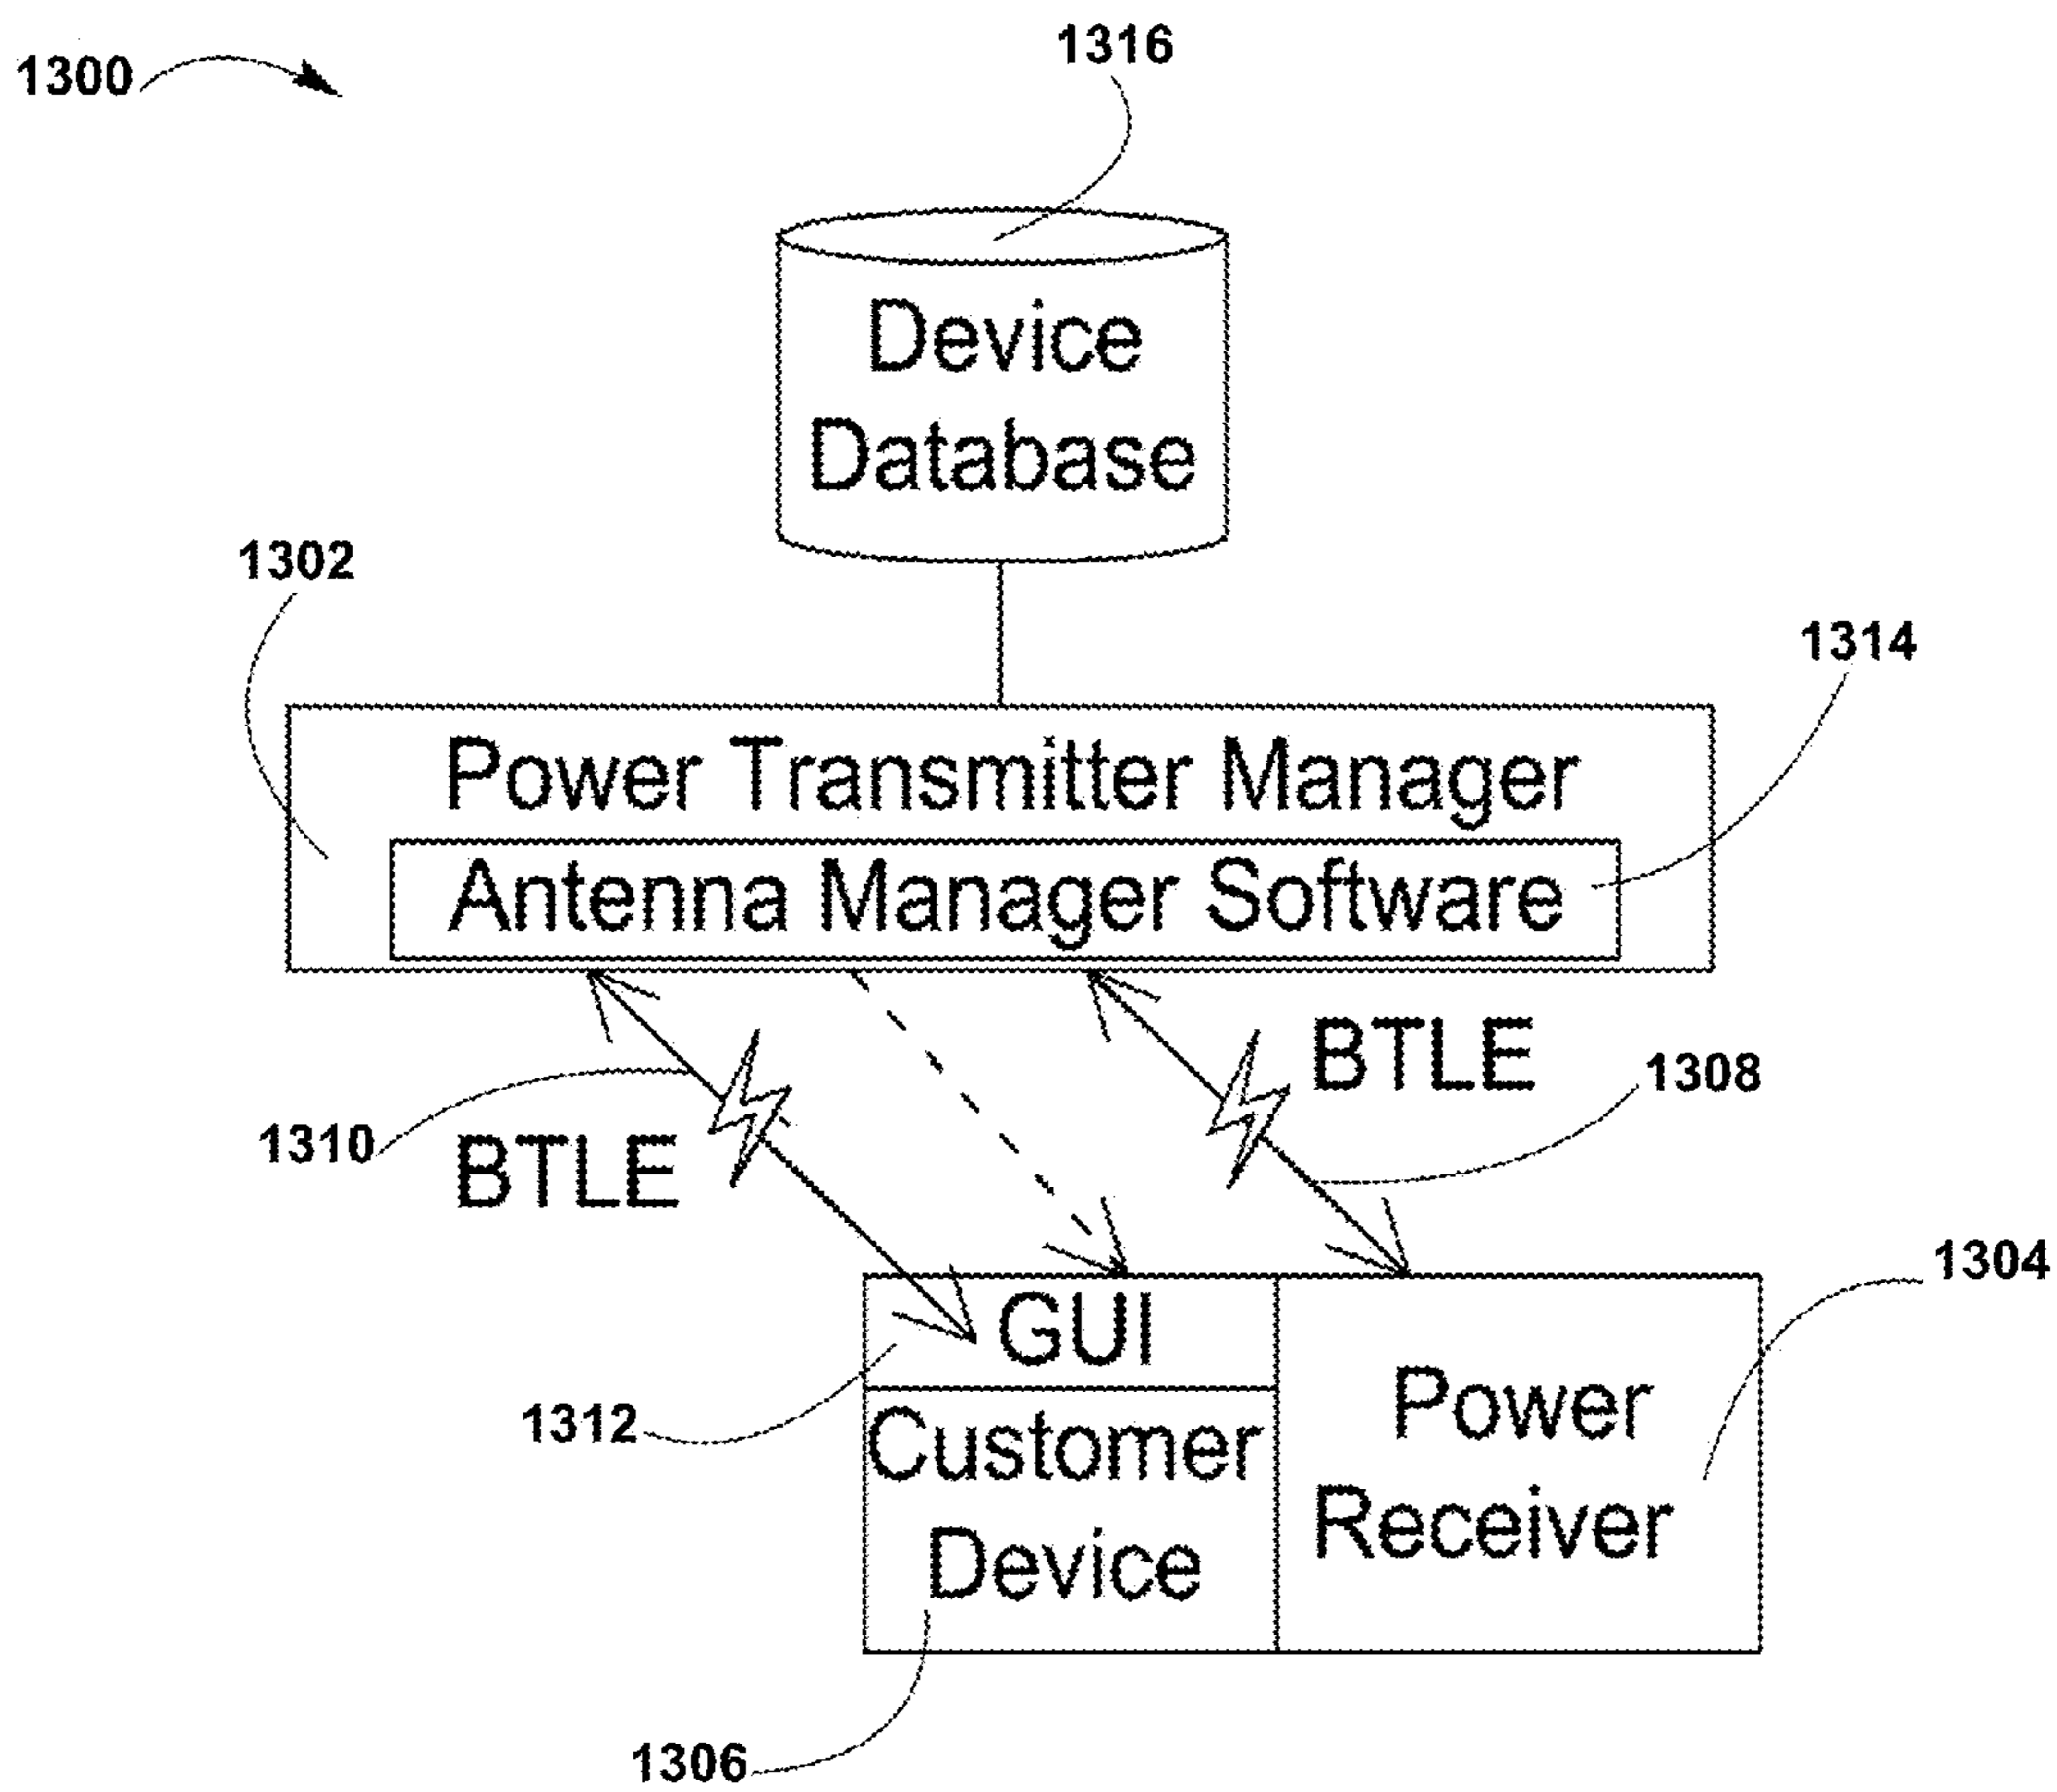 1316
1300
Device
Database
1302
1314
Power Transmitter Manager
Antenna Manager Software
BTLE
1308
1310
BTLE
1304
GUI
Power
1312
Customer
Receiver
Device
1306